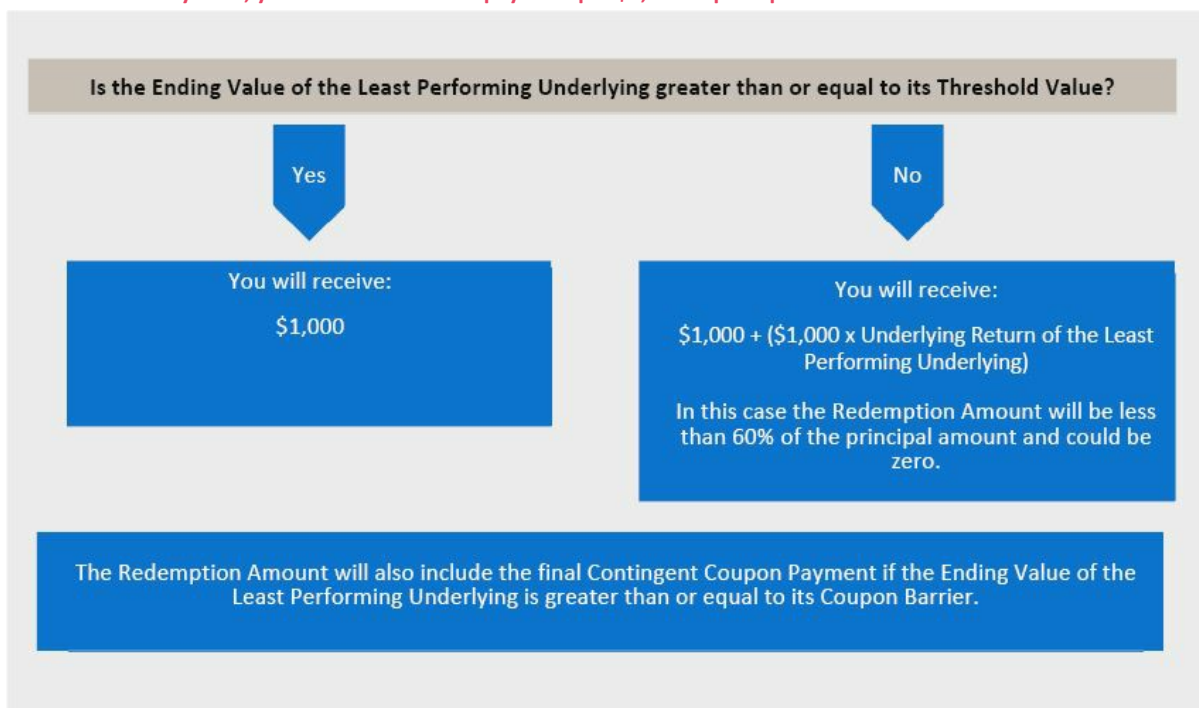 Is the Ending Value of the Least Performing Underlying greater than or equal to its Threshold Value?
Yes
No
You will receive:
$1,000
You will receive:
$1,000 + ($1,000 x Underlying Return of the Least
Performing Underlying)
In this case the Redemption Amount will be less
than 60% of the principal amount and could be
zero.
The Redemption Amount will also include the final Contingent Coupon Payment if the Ending Value of the
Least Performing Underlying is greater than or equal to its Coupon Barrier.